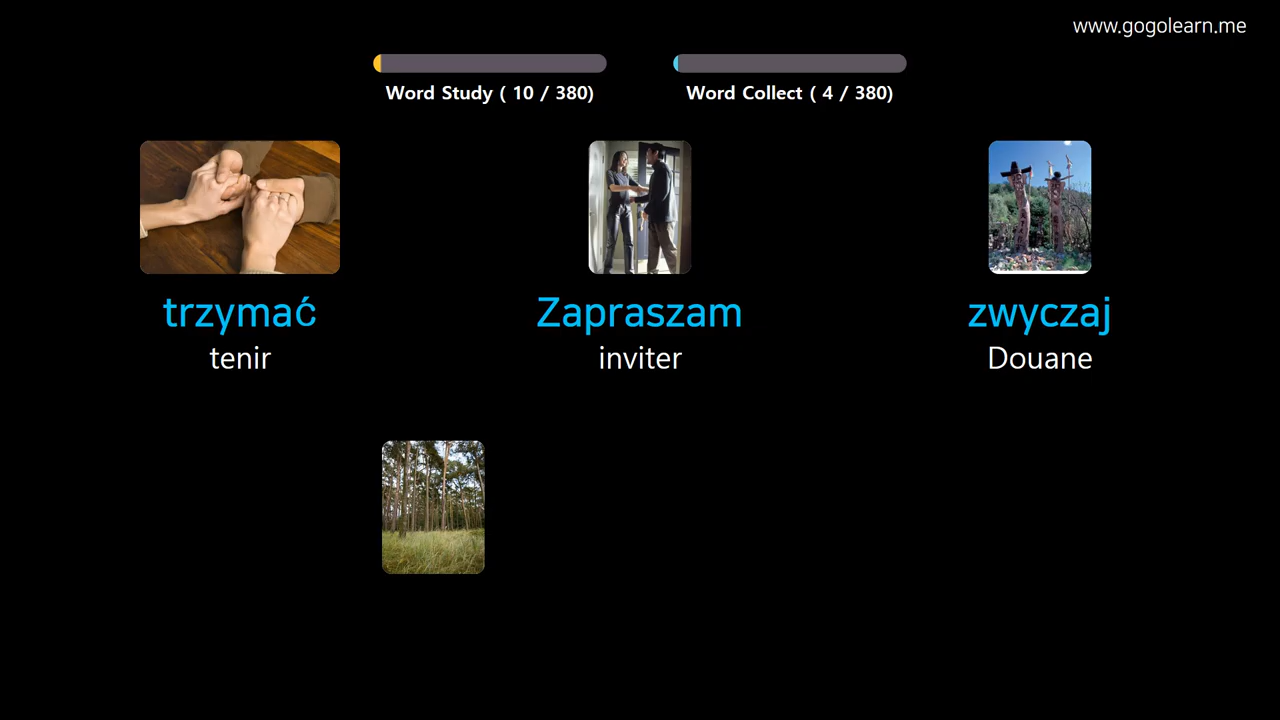 www.gogolearn.me
Word Study ( 10 / 380)
Word Collect ( 4 / 380)
trzymać
tenir
Zapraszam
inviter
zwyczaj
Douane